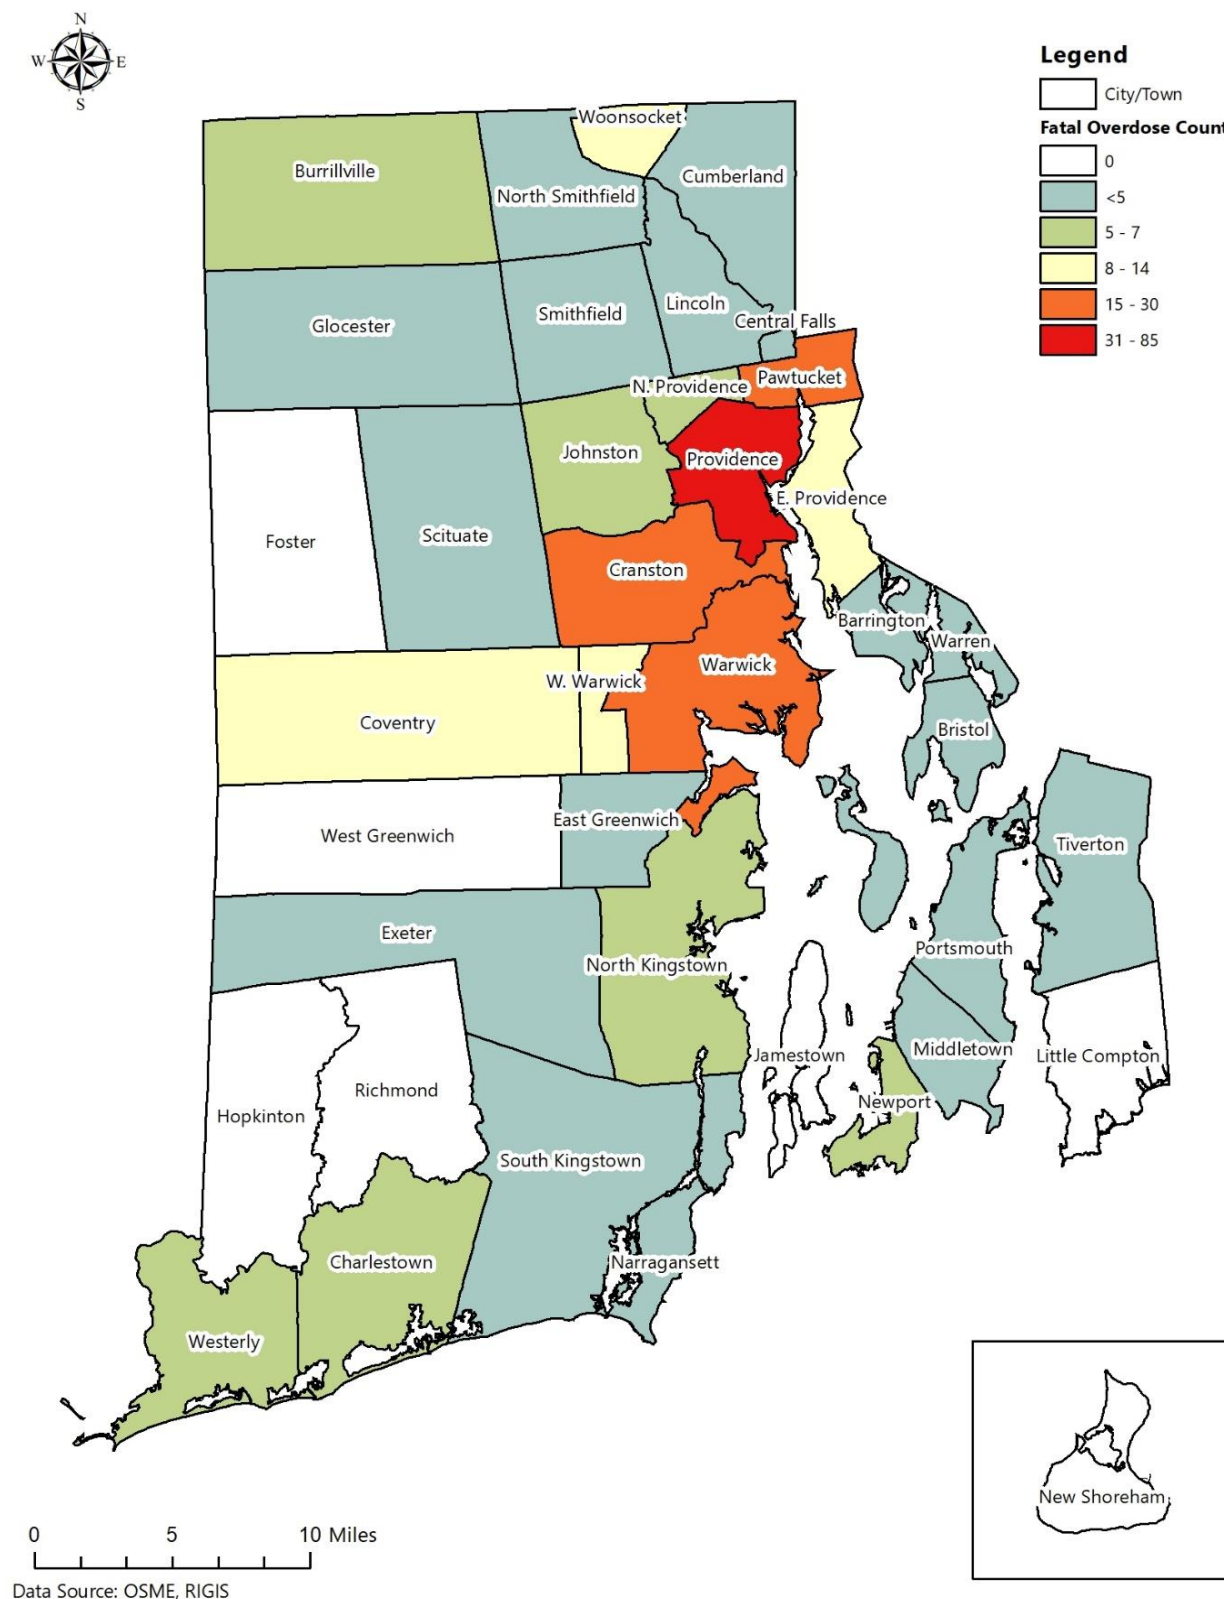 N
W E
S
Legend
City/Town
Fatal Overdose Count
0
<5
5 - 7
8 - 14
15 - 30
31 - 85
Woonsocket
Burrillville
Cumberland
North Smithfield
Lincoln
Smithfield
Central Falls
Glocester
Pawtucket
N. Providence
Johnston
Providence
E. Providence
Scituate
Foster
Cranston
Barrington
Warren
Warwick
W. Warwick
Coventry
Bristol
East Greenwich
West Greenwich
Tiverton
Exeter
Portsmouth
North Kingstown
Middletown
Jamestown
Little Compton
Richmond
Newport
Hopkinton
South Kingstown
Charlestown
Narragansett
Westerly
New Shoreham
0 5 10 Miles
Data Source: OSME, RIGIS